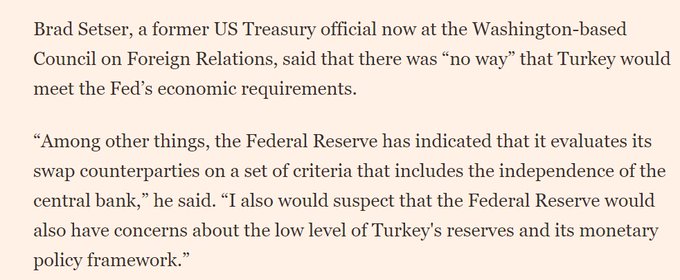 Brad Setser, a former US Treasury official now at the Washington-based
Council on Foreign Relations, said that there was “no way” that Turkey would
meet the Fed’s economic requirements.
“Among other things, the Federal Reserve has indicated that it evaluates its
swap counterparties on a set of criteria that includes the independence of the
central bank,” he said. “I also would suspect that the Federal Reserve would
also have concerns about the low level of Turkey's reserves and its monetary
policy framework.”